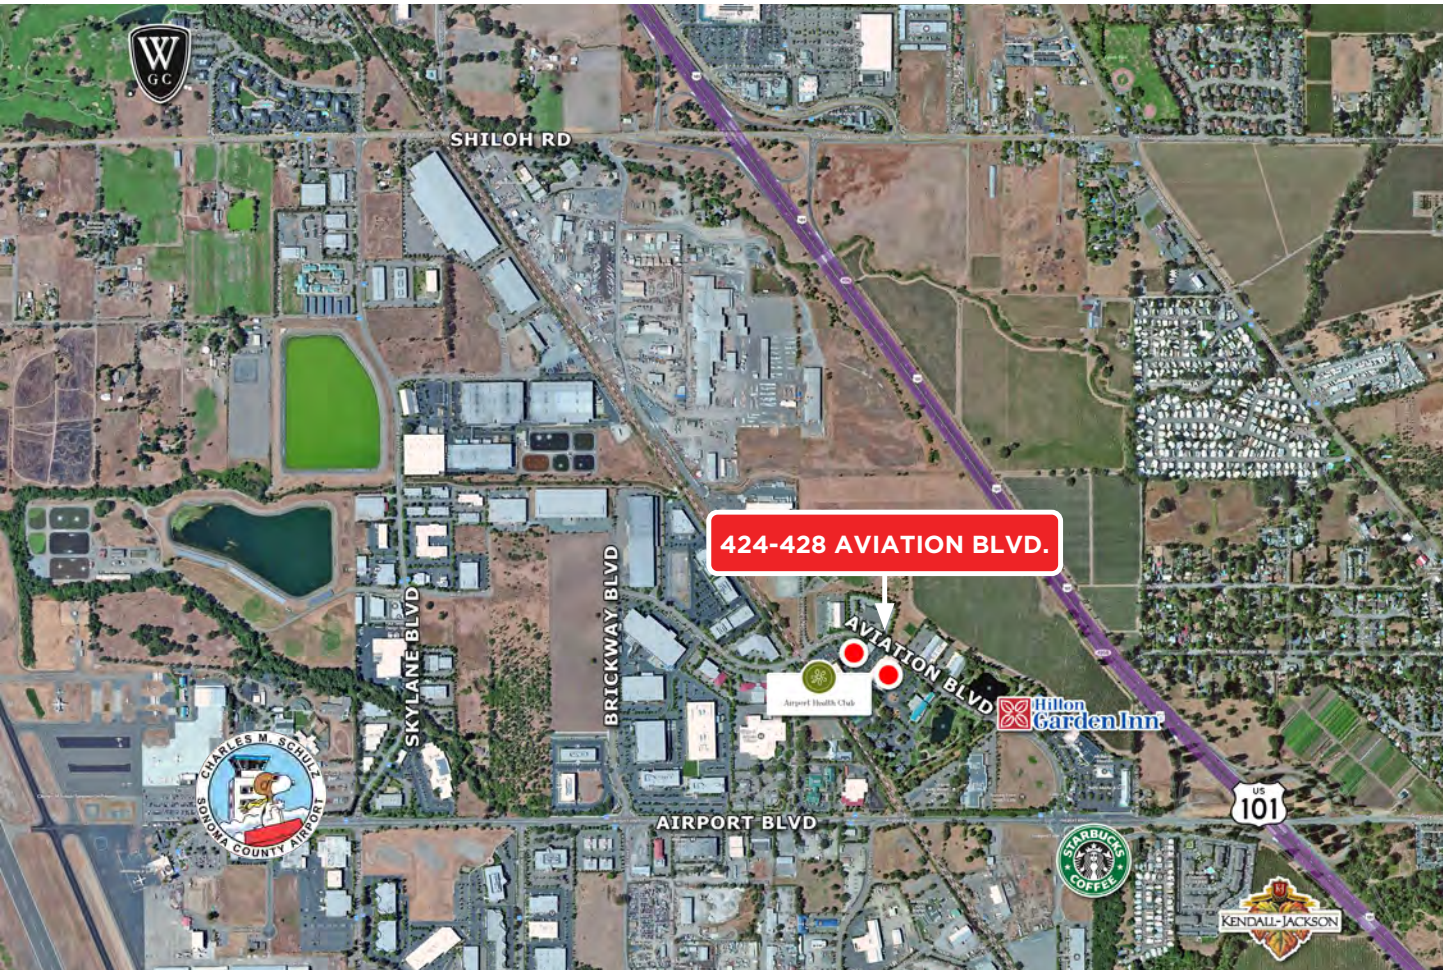 W
GC
SHILOH RD
424-428 AVIATION BLVD.
AVIATION BLVD
BRICKWAY BLVD
SKYLANE BLVD
Airport Health Club
Hilton
Garden Inn
CHARLES M. SCHULZ
SONOMA COUNTY AIRPORT
US
101
AIRPORT BLVD
STARBUCKS
COFFEE
KJ
KENDALL-JACKSON